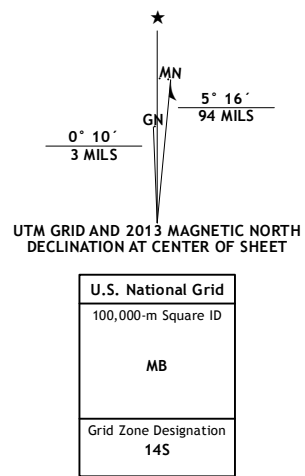 MN
GN
5° 16´
94 MILS
0° 10´
3 MILS
UTM GRID AND 2013 MAGNETIC NORTH
DECLINATION AT CENTER OF SHEET
U.S. National Grid
100,000-m Square ID
MB
Grid Zone Designation
14S